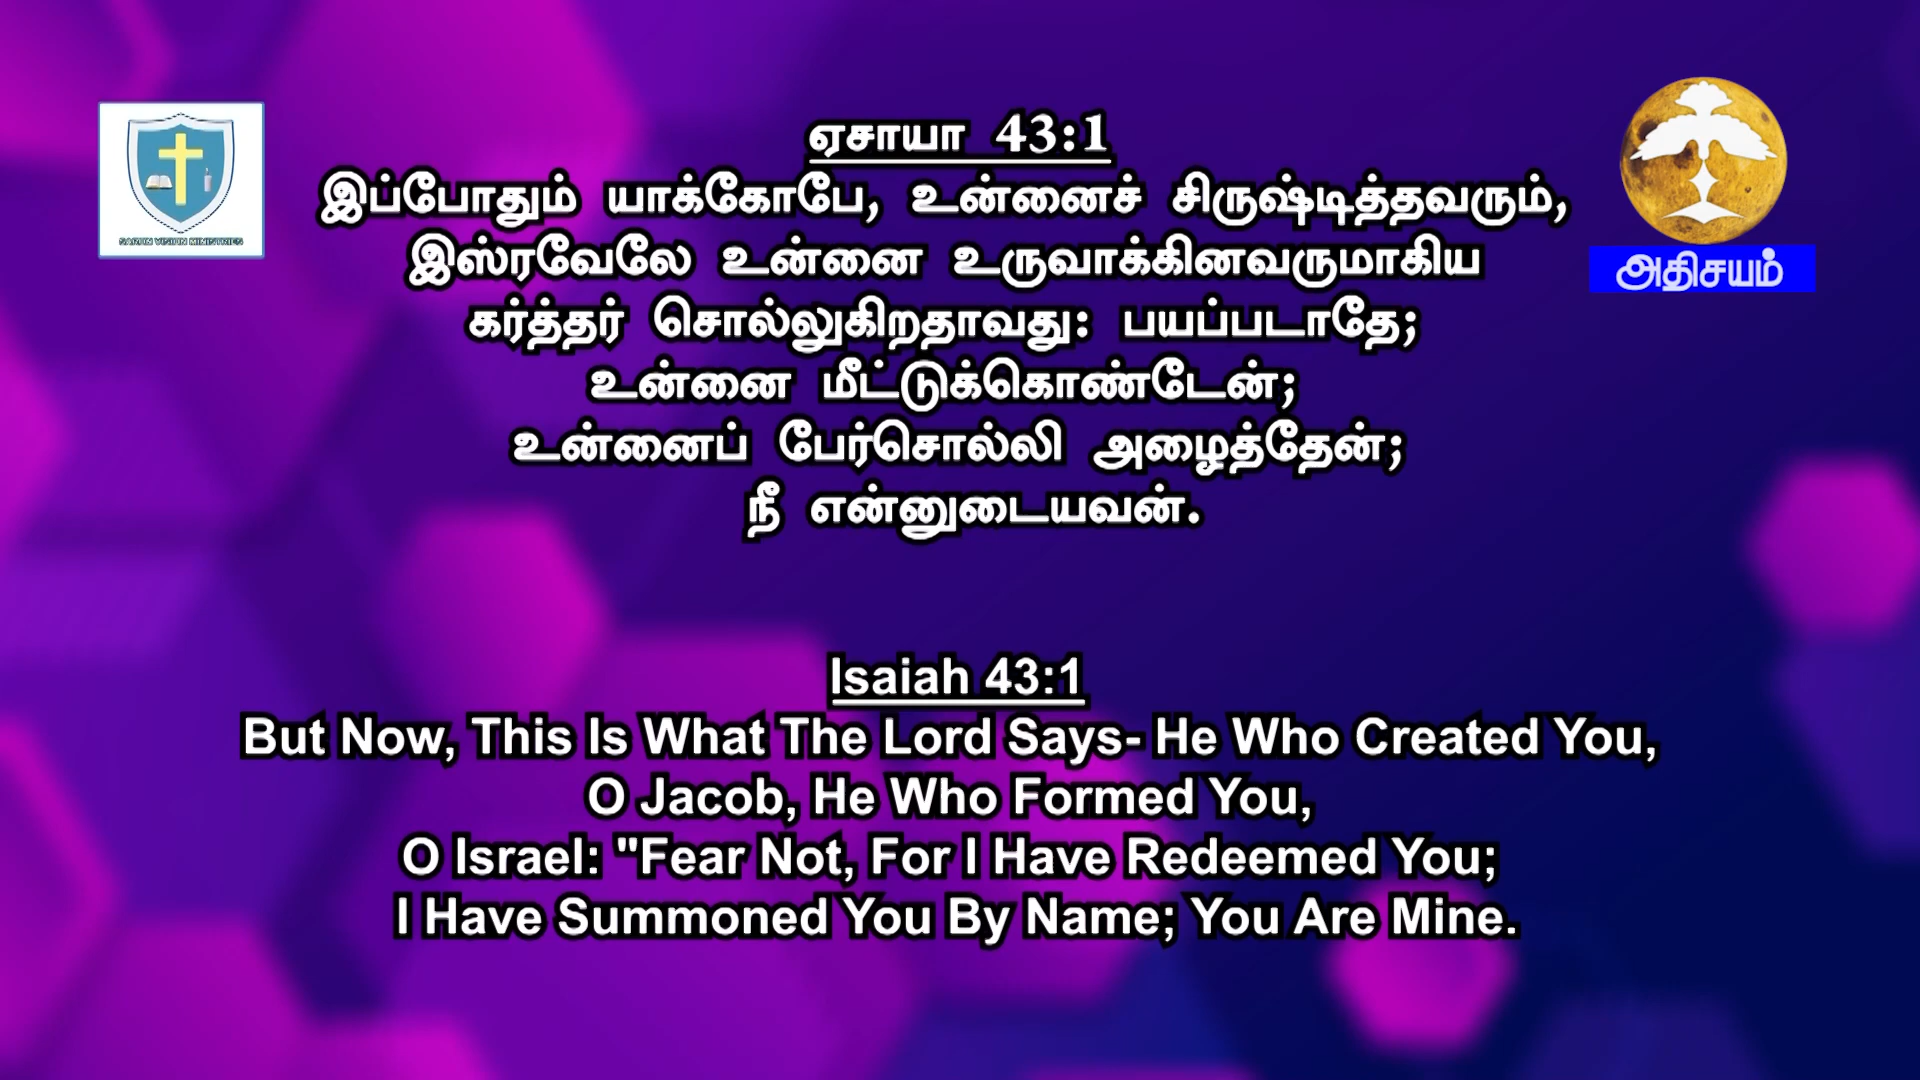 ஏசாயா 43:1
இப்போதும் யாக்கோபே, உன்னைச் சிருஷ்டித்தவரும்,
இஸ்ரவேலே உன்னை உருவாக்கினவருமாகிய
கர்த்தர் சொல்லுகிறதாவது: பயப்படாதே;
உன்னை மீட்டுக்கொண்டேன்;
உன்னைப் பேர்சொல்லி அழைத்தேன்;
நீ என்னுடையவன்.
அதிசயம்
Isaiah 43:1
But Now, This Is What The Lord Says- He Who Created You,
O Jacob, He Who Formed You,
O Israel: "Fear Not, For I Have Redeemed You;
I Have Summoned You By Name; You Are Mine.